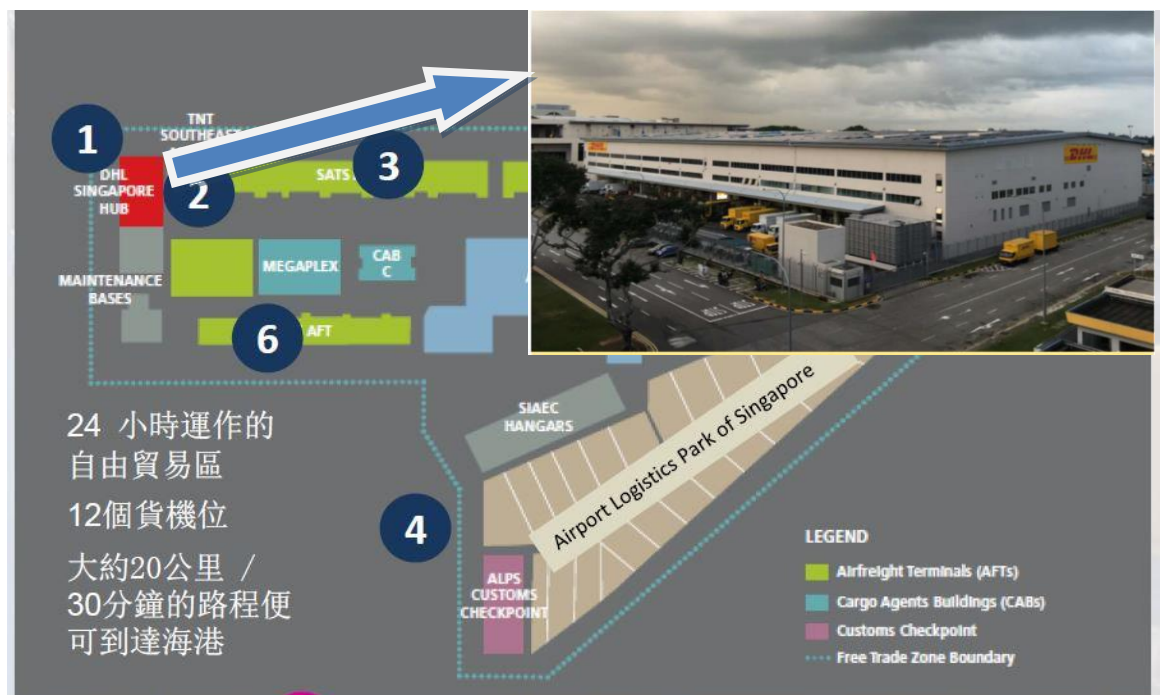 1
TNT
SOUTHEAST
DHL
SINGAPORE
HUB
2
SATS
3
DHL
MEGAPLEX
CAB
C
MAINTENANCE
BASES
6
AFT
24 小時運作的
自由貿易區
12個貨機位
大約20公里 /
30分鐘的路程便
可到達海港
SIAEC
HANGARS
Airport Logistics Park of Singapore
4
ALPS
CUSTOMS
CHECKPOINT
LEGEND
Airfreight Terminals (AFTs)
Cargo Agents Buildings (CABs)
Customs Checkpoint
Free Trade Zone Boundary